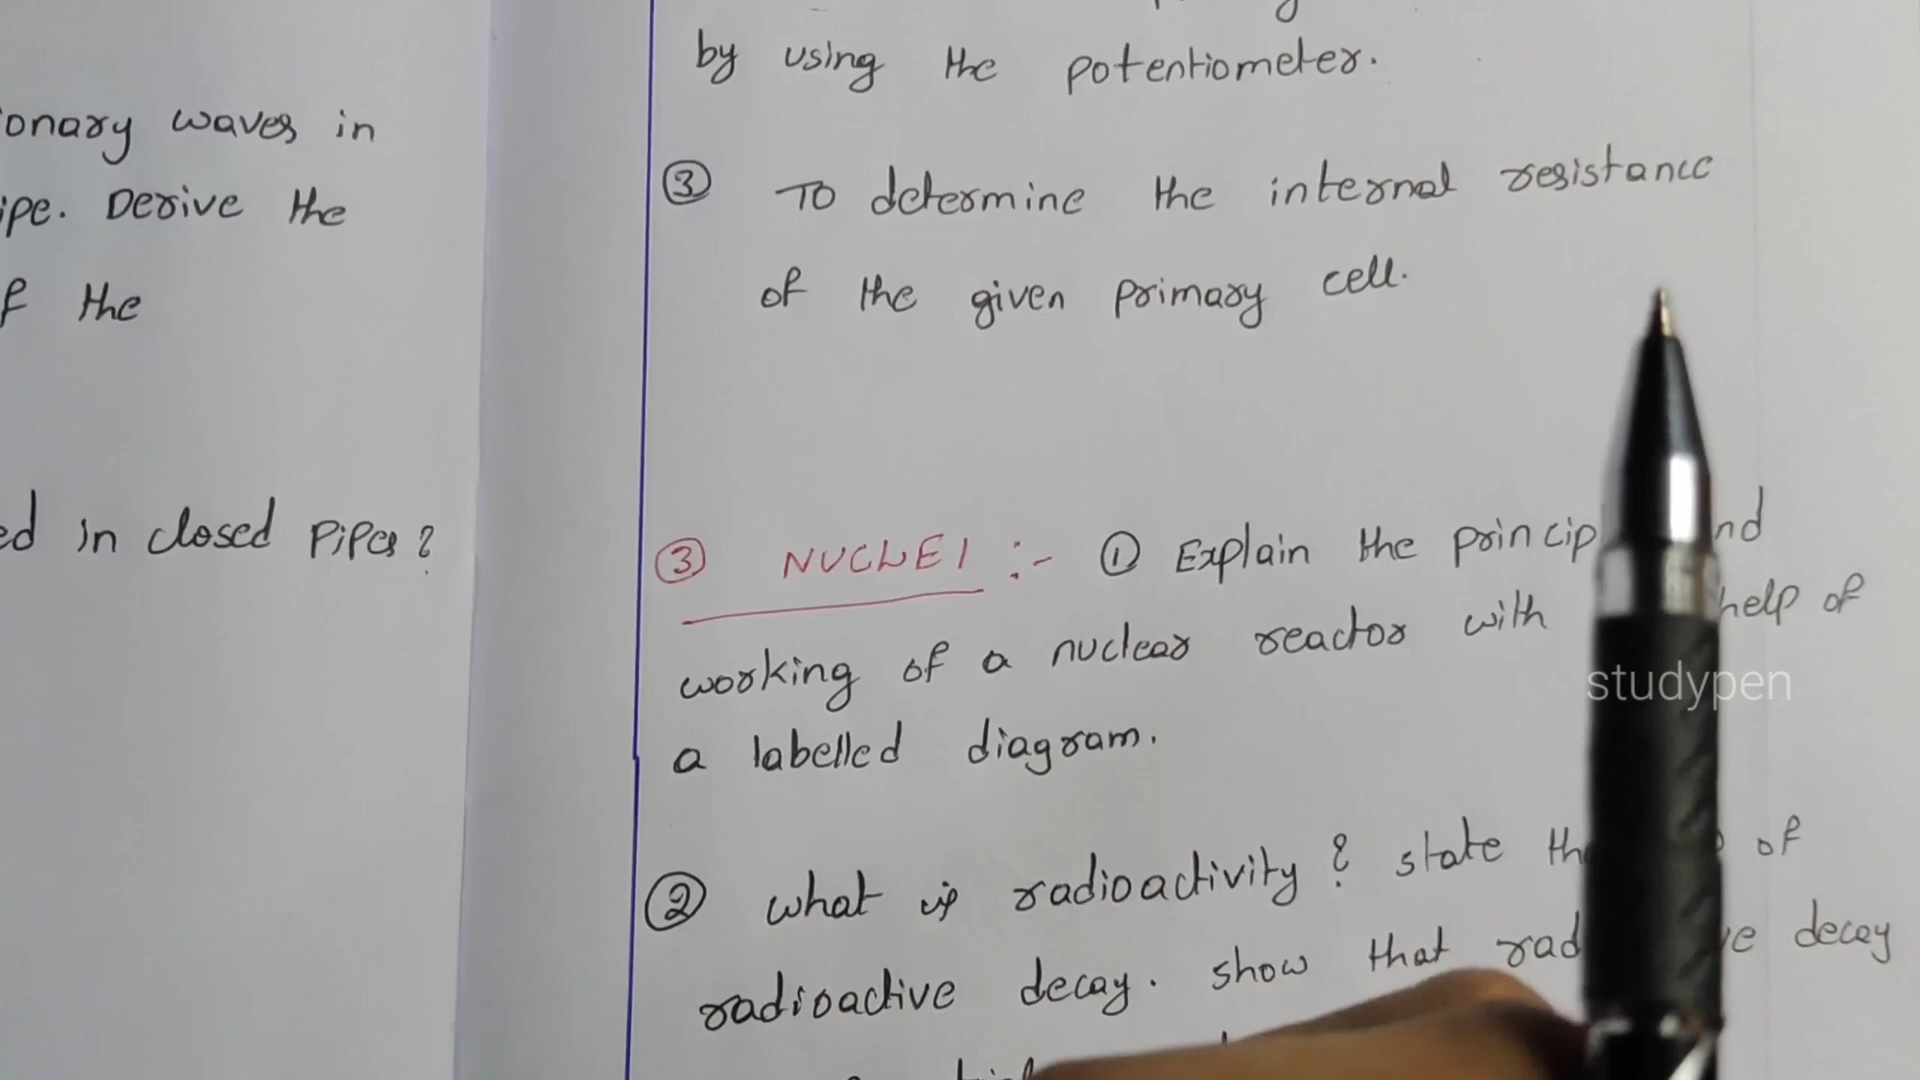 onary waves in
ipe. Derive the
f the
ed in closed pipes?
by using the potentiometer.
③ To determine the internal resistance
of the given primary cell.
③ NUCLEI :- ① Explain the princip nd
working of a nuclear reactor with help of
a labelled diagram.
② what is radioactivity? state th of
radioactive decay. show that rad ve decay
studypen